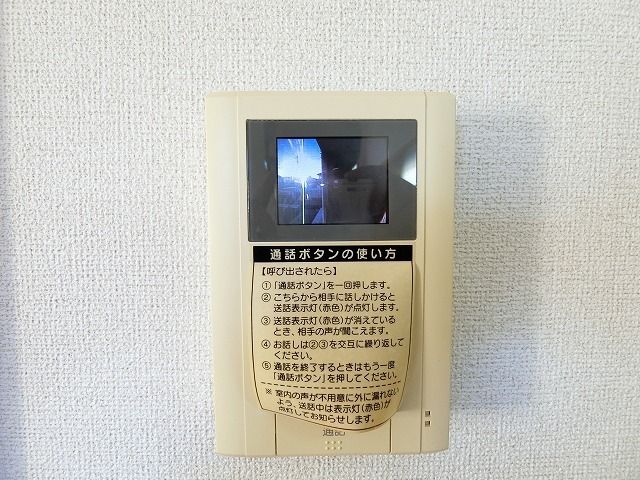 通話ボタンの使い方
【呼び出されたら】
①「通話ボタン」を一回押します。
②こちらから相手に話しかけると
送話表示灯(赤色)が点灯します。
③送話表示灯(赤色)が消えている
とき、相手の声が聞こえます。
④お話しは②③を交互に繰り返して
ください。
⑤通話を終了するときはもう一度
「通話ボタン」を押してください。
※室内の声が不用意に外に漏れない
よう、送話中は表示灯(赤色)が
点灯してお知らせします。
通話